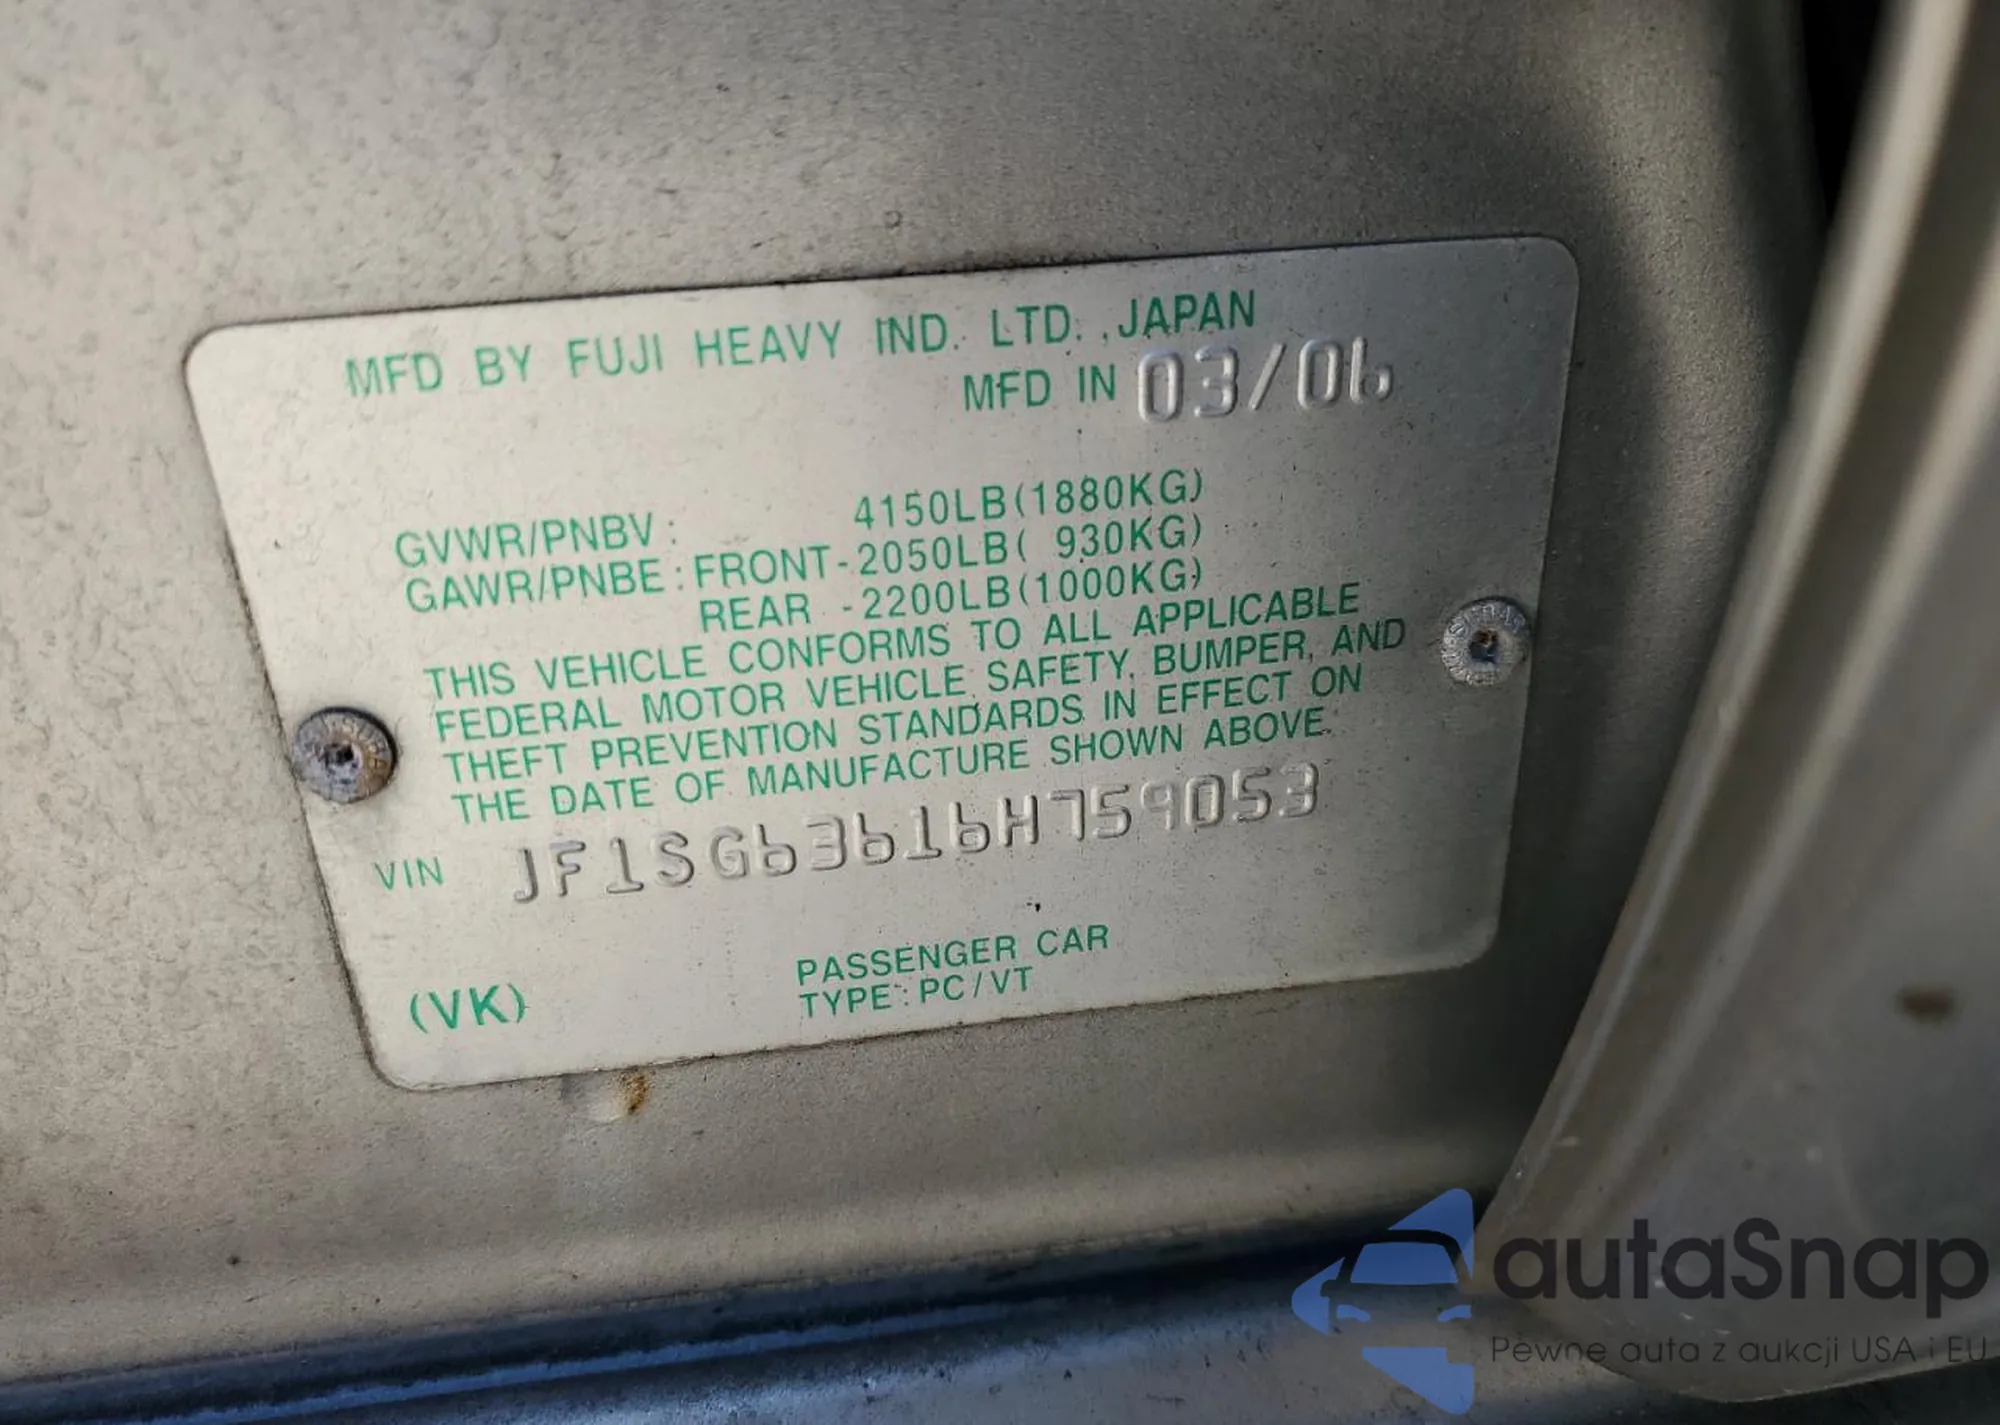 MFD BY FUJI HEAVY IND. LTD. ,JAPAN
MFD IN 03/06
GVWR/PNBV : 4150LB(1880KG)
GAWR/PNBE : FRONT-2050LB( 930KG)
REAR -2200LB(1000KG)
THIS VEHICLE CONFORMS TO ALL APPLICABLE
FEDERAL MOTOR VEHICLE SAFETY, BUMPER, AND
THEFT PREVENTION STANDARDS IN EFFECT ON
THE DATE OF MANUFACTURE SHOWN ABOVE.
VIN JF1SG63616H759053
PASSENGER CAR
(VK) TYPE : PC/VT
autaSnap
Pewne auta z aukcji USA i EU